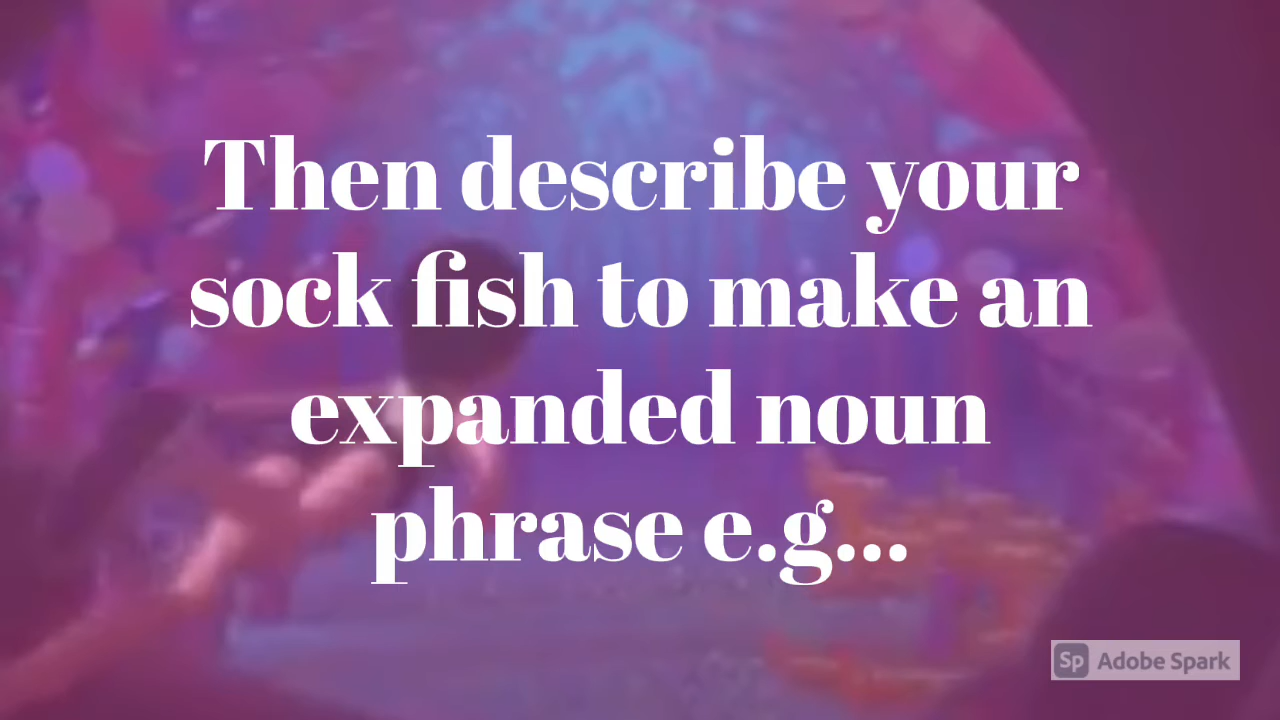 Then describe your
sock fish to make an
expanded noun
phrase e.g...
Sp Adobe Spark